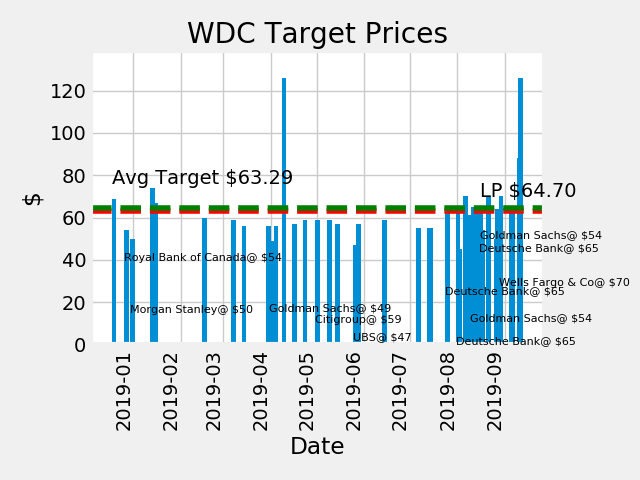 WDC Target Prices
120
100
80
60
40
20
0
$
Avg Target $63.29
LP $64.70
Goldman Sachs@ $54
Deutsche Bank@ $65
Royal Bank of Canada@ $54
Wells Fargo & Co@ $70
Deutsche Bank@ $65
Morgan Stanley@ $50
Goldman Sachs@ $49
Citigroup@ $59
Goldman Sachs@ $54
UBS@ $47
Deutsche Bank@ $65
2019-01
2019-02
2019-03
2019-04
2019-05
2019-06
2019-07
2019-08
2019-09
Date